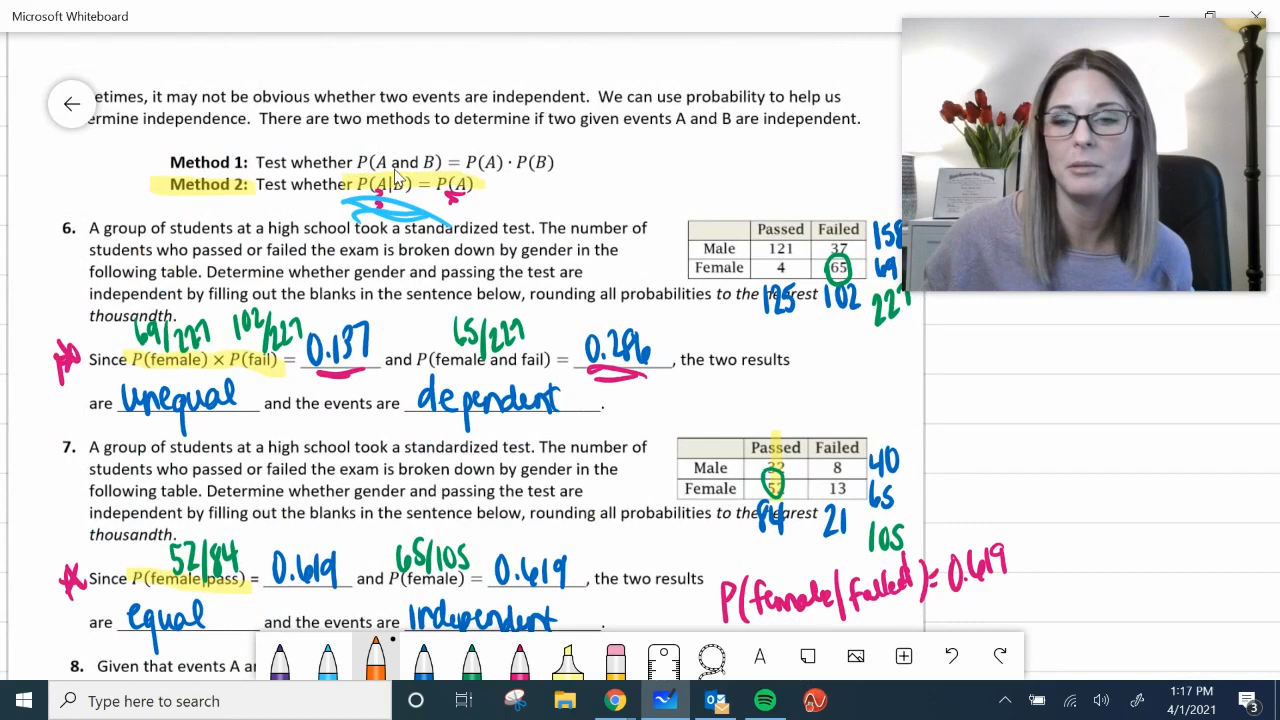 Microsoft Whiteboard
etimes, it may not be obvious whether two events are independent. We can use probability to help us
ermine independence. There are two methods to determine if two given events A and B are independent.
Method 1: Test whether P(A and B) = P(A) · P(B)
Method 2: Test whether P(A|B) = P(A)
6. A group of students at a high school took a standardized test. The number of
students who passed or failed the exam is broken down by gender in the
following table. Determine whether gender and passing the test are
independent by filling out the blanks in the sentence below, rounding all probabilities to the nearest
thousandth.
Passed Failed
Male 121 37 158
Female 4 65 69
125 102 227
69/227 102/227 65/227
Since P(female) × P(fail) = 0.137 and P(female and fail) = 0.286, the two results
are unequal and the events are dependent.
7. A group of students at a high school took a standardized test. The number of
students who passed or failed the exam is broken down by gender in the
following table. Determine whether gender and passing the test are
independent by filling out the blanks in the sentence below, rounding all probabilities to the nearest
thousandth.
Passed Failed
Male 32 8 40
Female 52 13 65
84 21 105
52/84 65/105
Since P(female|pass) = 0.619 and P(female) = 0.619, the two results
are equal and the events are independent.
P(female/failed) = 0.619
8. Given that events A an
Type here to search
1:17 PM
4/1/2021
3